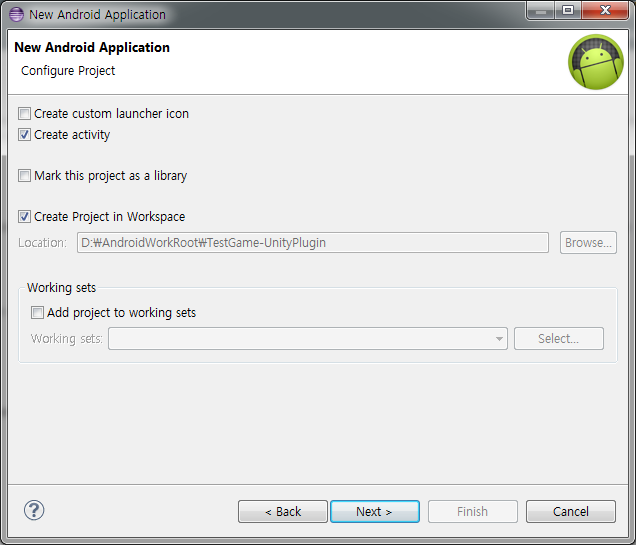 New Android Application
New Android Application
Configure Project
Create custom launcher icon
Create activity
Mark this project as a library
Create Project in Workspace
Location: D:₩AndroidWorkRoot₩TestGame-UnityPlugin Browse...
Working sets
Add project to working sets
Working sets: Select...
? < Back Next > Finish Cancel